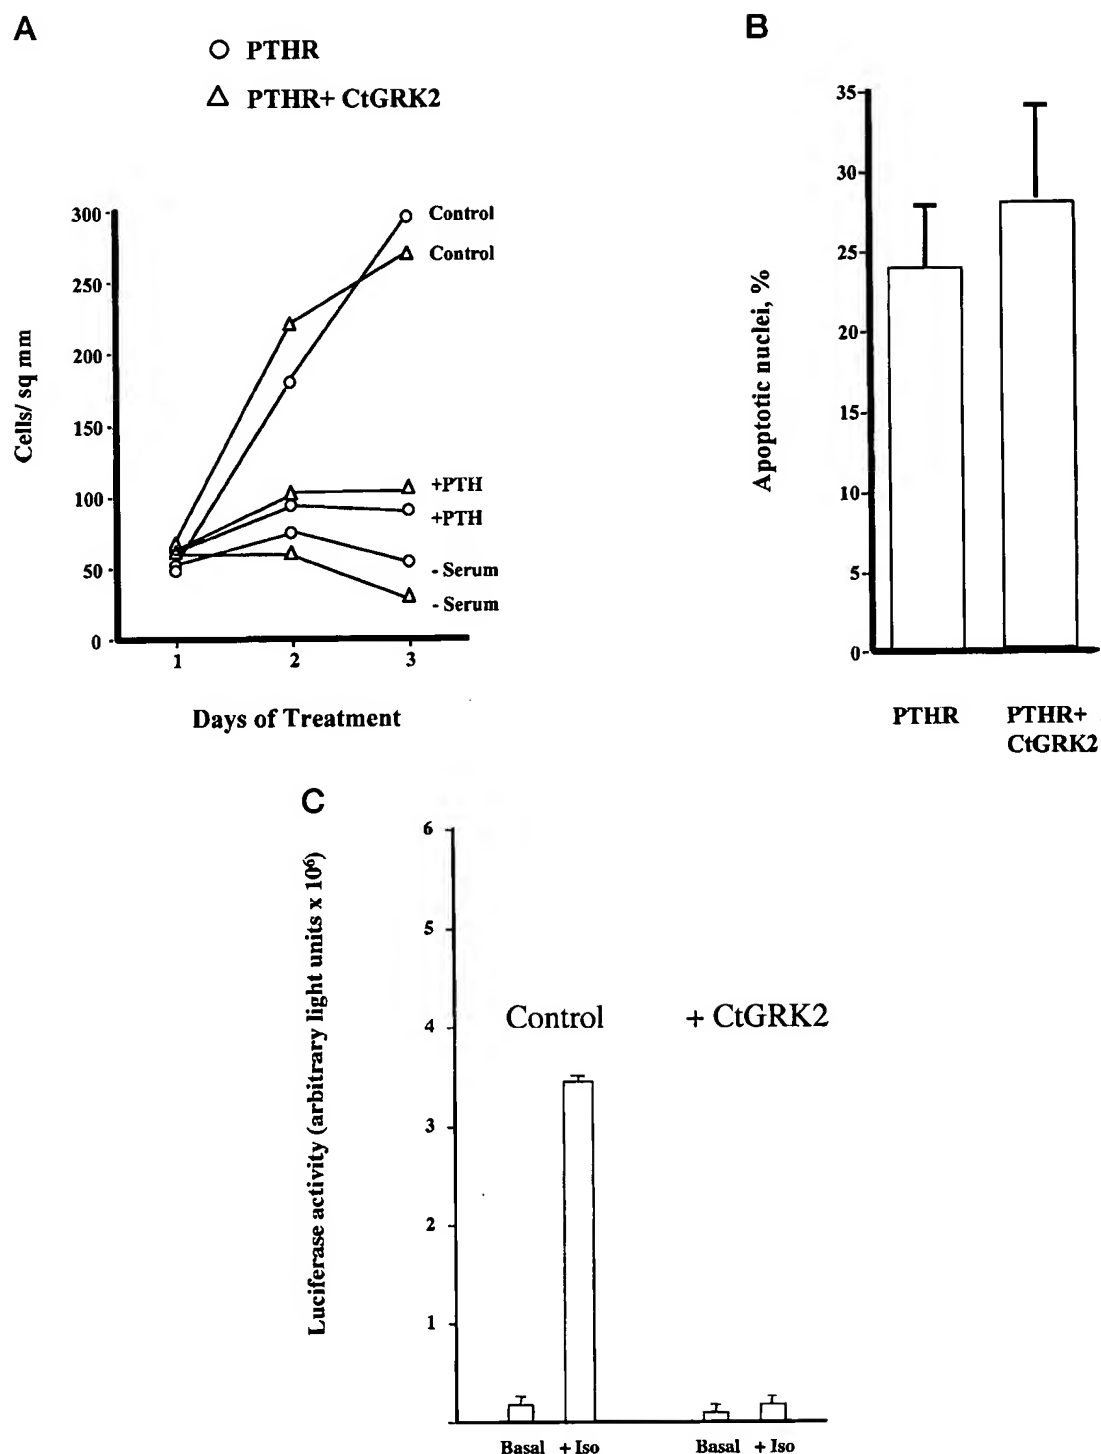 A
PTHR
PTHR+ CtGRK2
300
250
200
150
100
50
0
Cells/ sq mm
Control
Control
+PTH
+PTH
- Serum
- Serum
1 2 3
Days of Treatment
B
35
30
25
20
15
10
5
0
Apoptotic nuclei, %
PTHR
PTHR+
CtGRK2
C
6
5
4
3
2
1
Luciferase activity (arbitrary light units x 10⁶)
Control + CtGRK2
Basal + Iso Basal + Iso